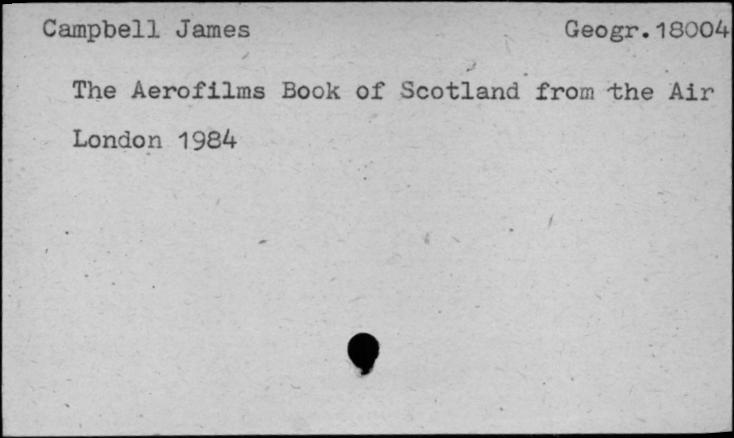 Campbell James Geogr.18004
The Aerofilms Book of Scotland from the Air
London 1984